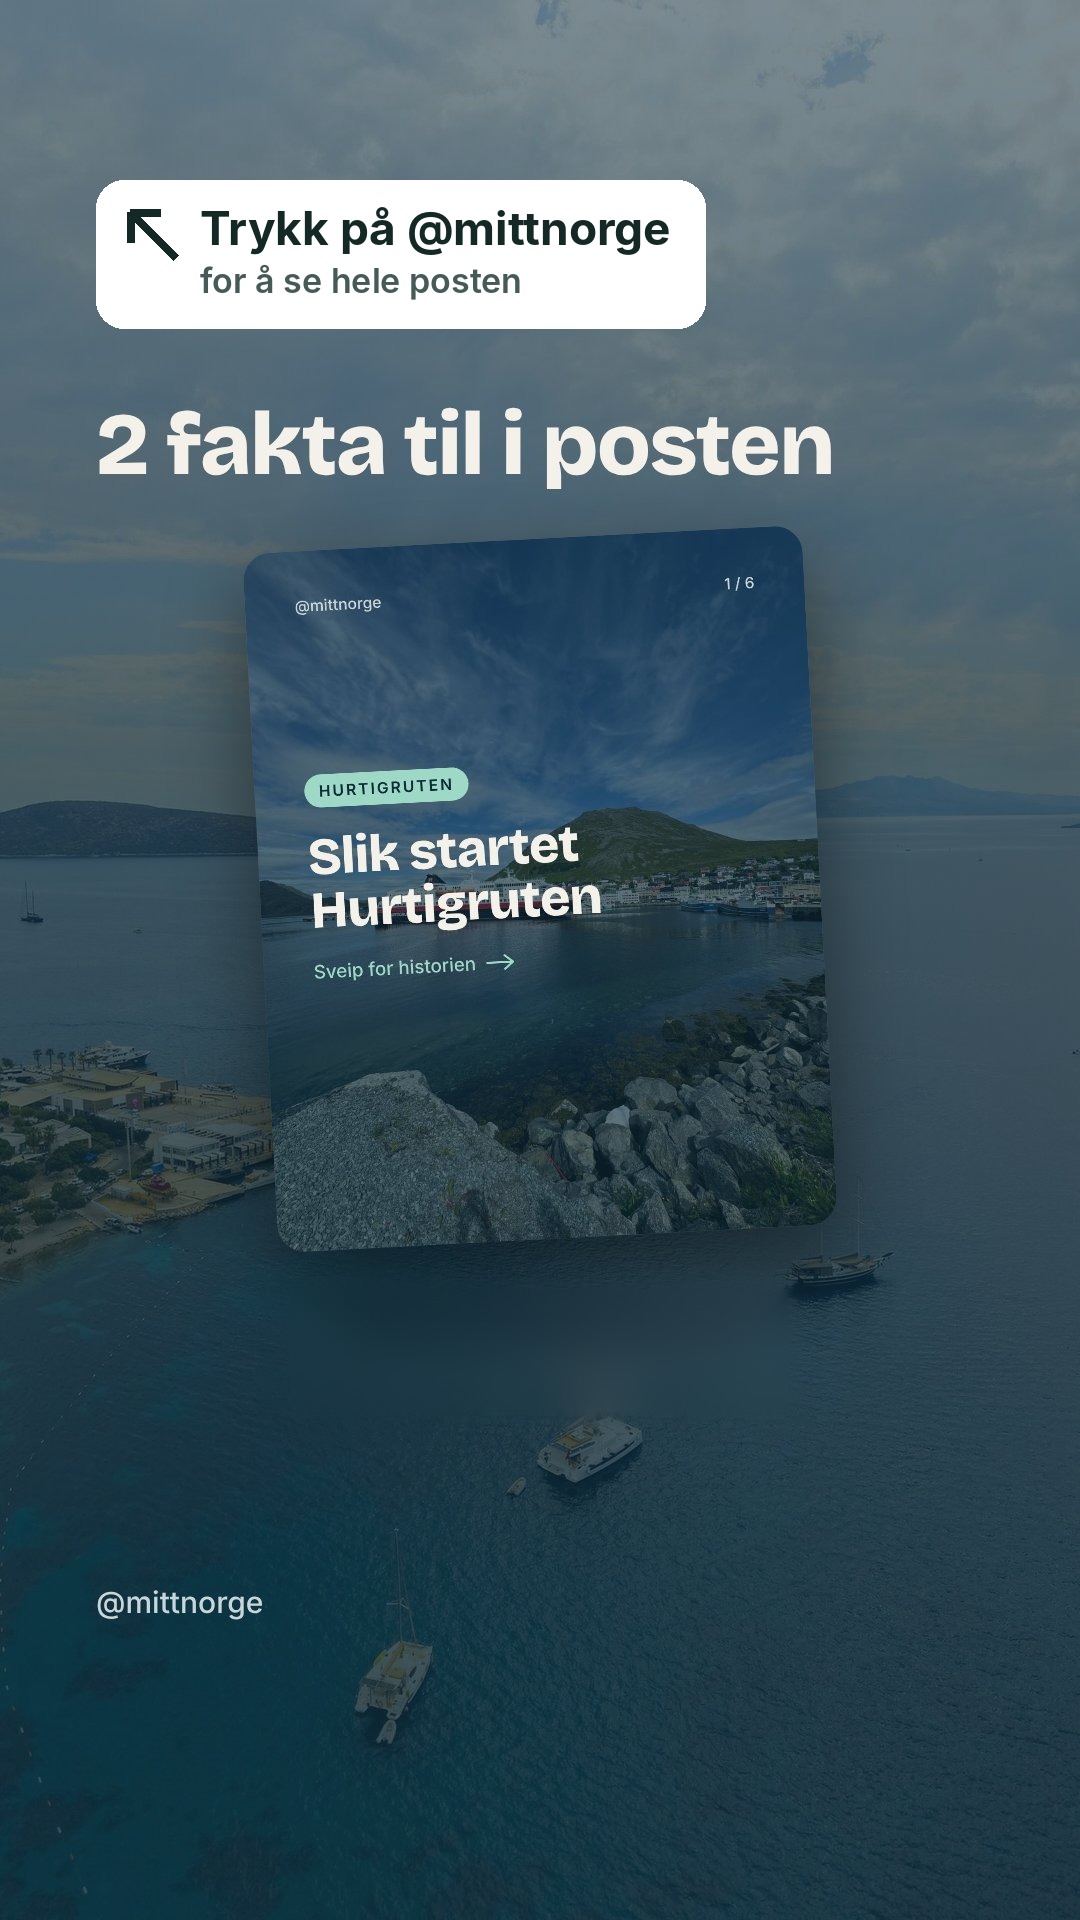 Trykk på @mittnorge
for å se hele posten
2 fakta til i posten
@mittnorge
1 / 6
HURTIGRUTEN
Slik startet
Hurtigruten
Sveip for historien
@mittnorge